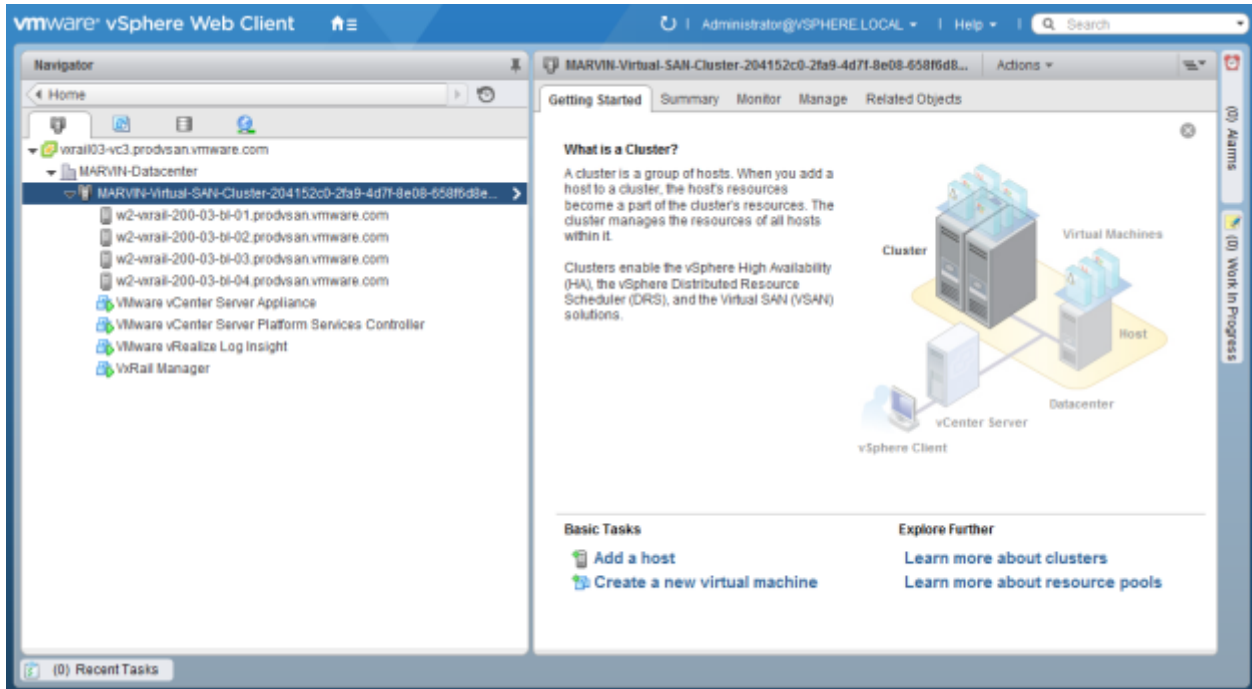 vmware® vSphere Web Client
Administrator@VSPHERE.LOCAL
Help
Search
Navigator
Home
vxrail03-vc3.prodvsan.vmware.com
MARVIN-Datacenter
MARVIN-Virtual-SAN-Cluster-204152c0-2fa9-4d7f-8e08-658f6d8e...
w2-vxrail-200-03-bl-01.prodvsan.vmware.com
w2-vxrail-200-03-bl-02.prodvsan.vmware.com
w2-vxrail-200-03-bl-03.prodvsan.vmware.com
w2-vxrail-200-03-bl-04.prodvsan.vmware.com
VMware vCenter Server Appliance
VMware vCenter Server Platform Services Controller
VMware vRealize Log Insight
VxRail Manager
MARVIN-Virtual-SAN-Cluster-204152c0-2fa9-4d7f-8e08-658f6d8...
Actions
Getting Started Summary Monitor Manage Related Objects
What is a Cluster?
A cluster is a group of hosts. When you add a
host to a cluster, the host's resources
become a part of the cluster's resources. The
cluster manages the resources of all hosts
within it.
Clusters enable the vSphere High Availability
(HA), the vSphere Distributed Resource
Scheduler (DRS), and the Virtual SAN (VSAN)
solutions.
Cluster
Virtual Machines
Host
Datacenter
vCenter Server
vSphere Client
Basic Tasks
Add a host
Create a new virtual machine
Explore Further
Learn more about clusters
Learn more about resource pools
(0) Alarms
(0) Work In Progress
(0) Recent Tasks